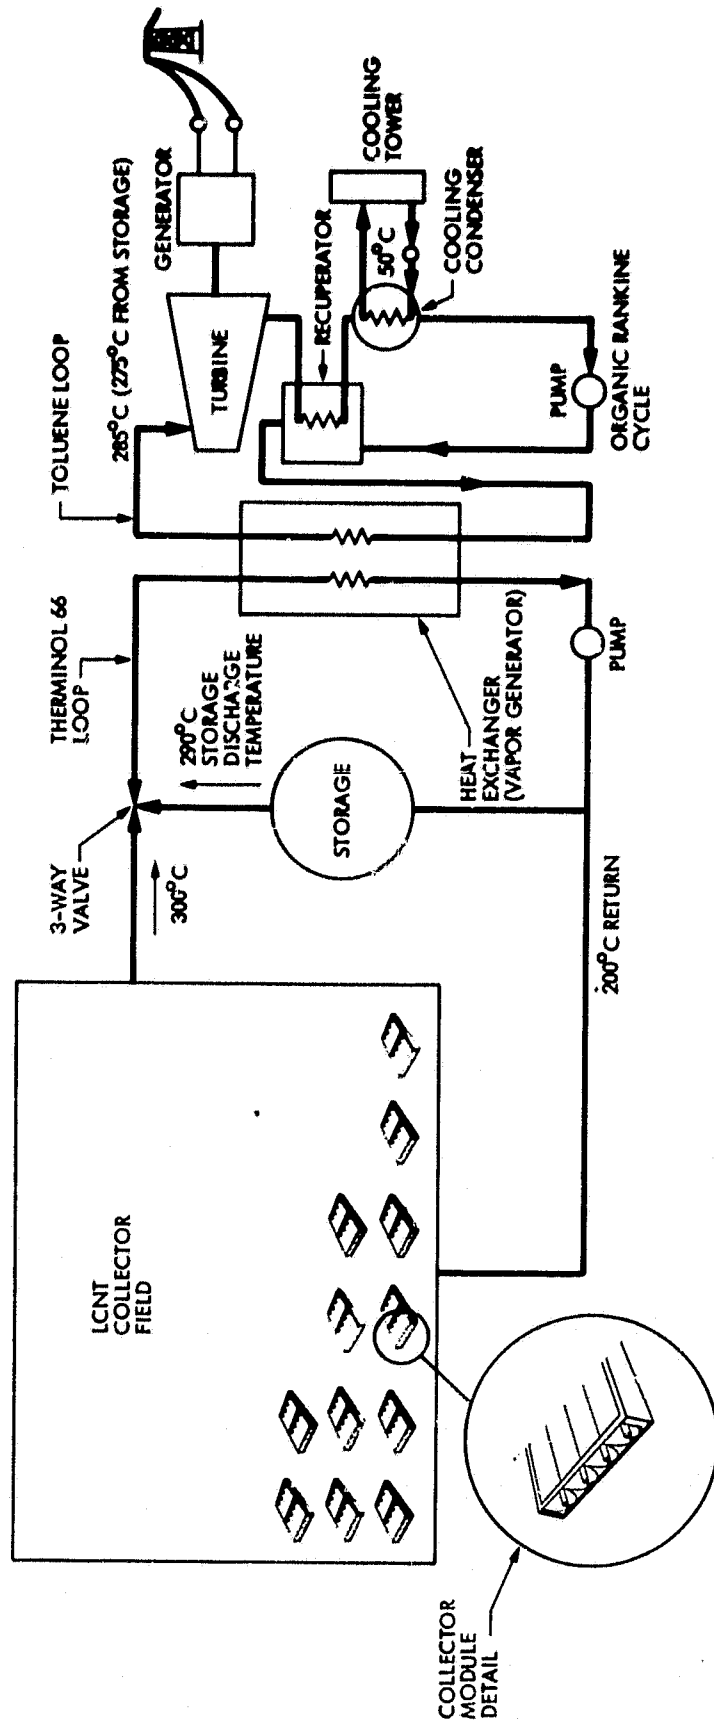 LCNT
COLLECTOR
FIELD
COLLECTOR
MODULE
DETAIL
3-WAY
VALVE
300°C
THERMINOL 66
LOOP
290°C
STORAGE
DISCHARGE
TEMPERATURE
STORAGE
200°C RETURN
HEAT
EXCHANGER
(VAPOR GENERATOR)
PUMP
TOLUENE LOOP
285°C (275°C FROM STORAGE)
TURBINE
GENERATOR
RECUPERATOR
50°C
COOLING
TOWER
COOLING
CONDENSER
PUMP
ORGANIC RANKINE
CYCLE